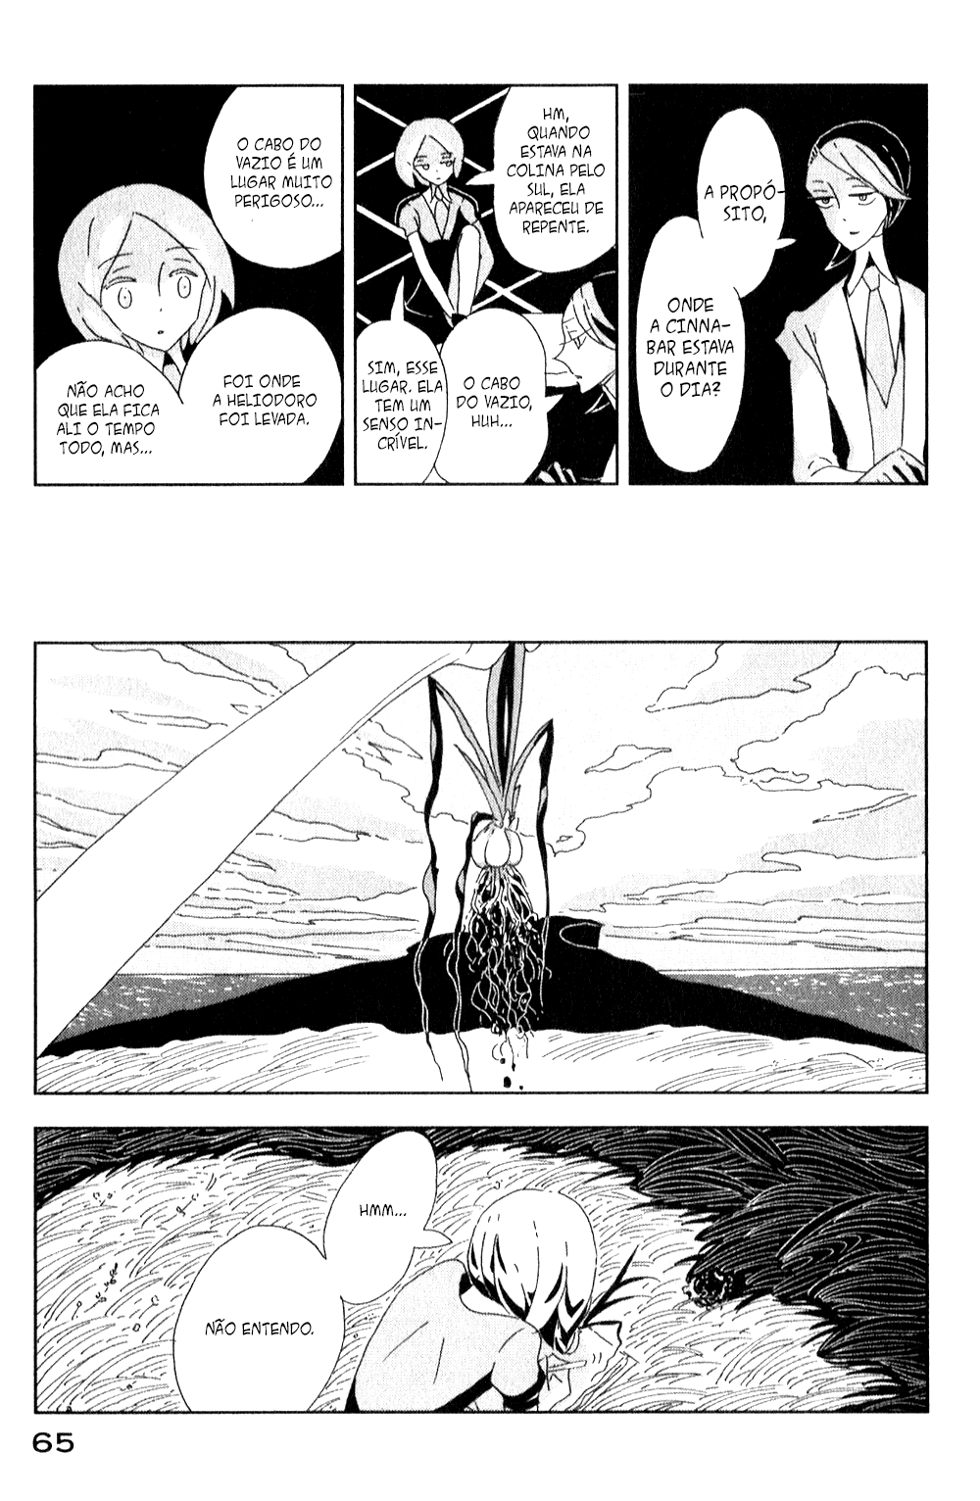 A PROPÓ-
SITO,
ONDE
A CINNA-
BAR ESTAVA
DURANTE
O DIA?
HM,
QUANDO
ESTAVA NA
COLINA PELO
SUL, ELA
APARECEU DE
REPENTE.
O CABO
DO VAZIO,
HUH...
SIM, ESSE
LUGAR. ELA
TEM UM
SENSO IN-
CRÍVEL.
O CABO DO
VAZIO É UM
LUGAR MUITO
PERIGOSO...
FOI ONDE
A HELIODORO
FOI LEVADA.
NÃO ACHO
QUE ELA FICA
ALI O TEMPO
TODO, MAS...
HMM...
NÃO ENTENDO.
65